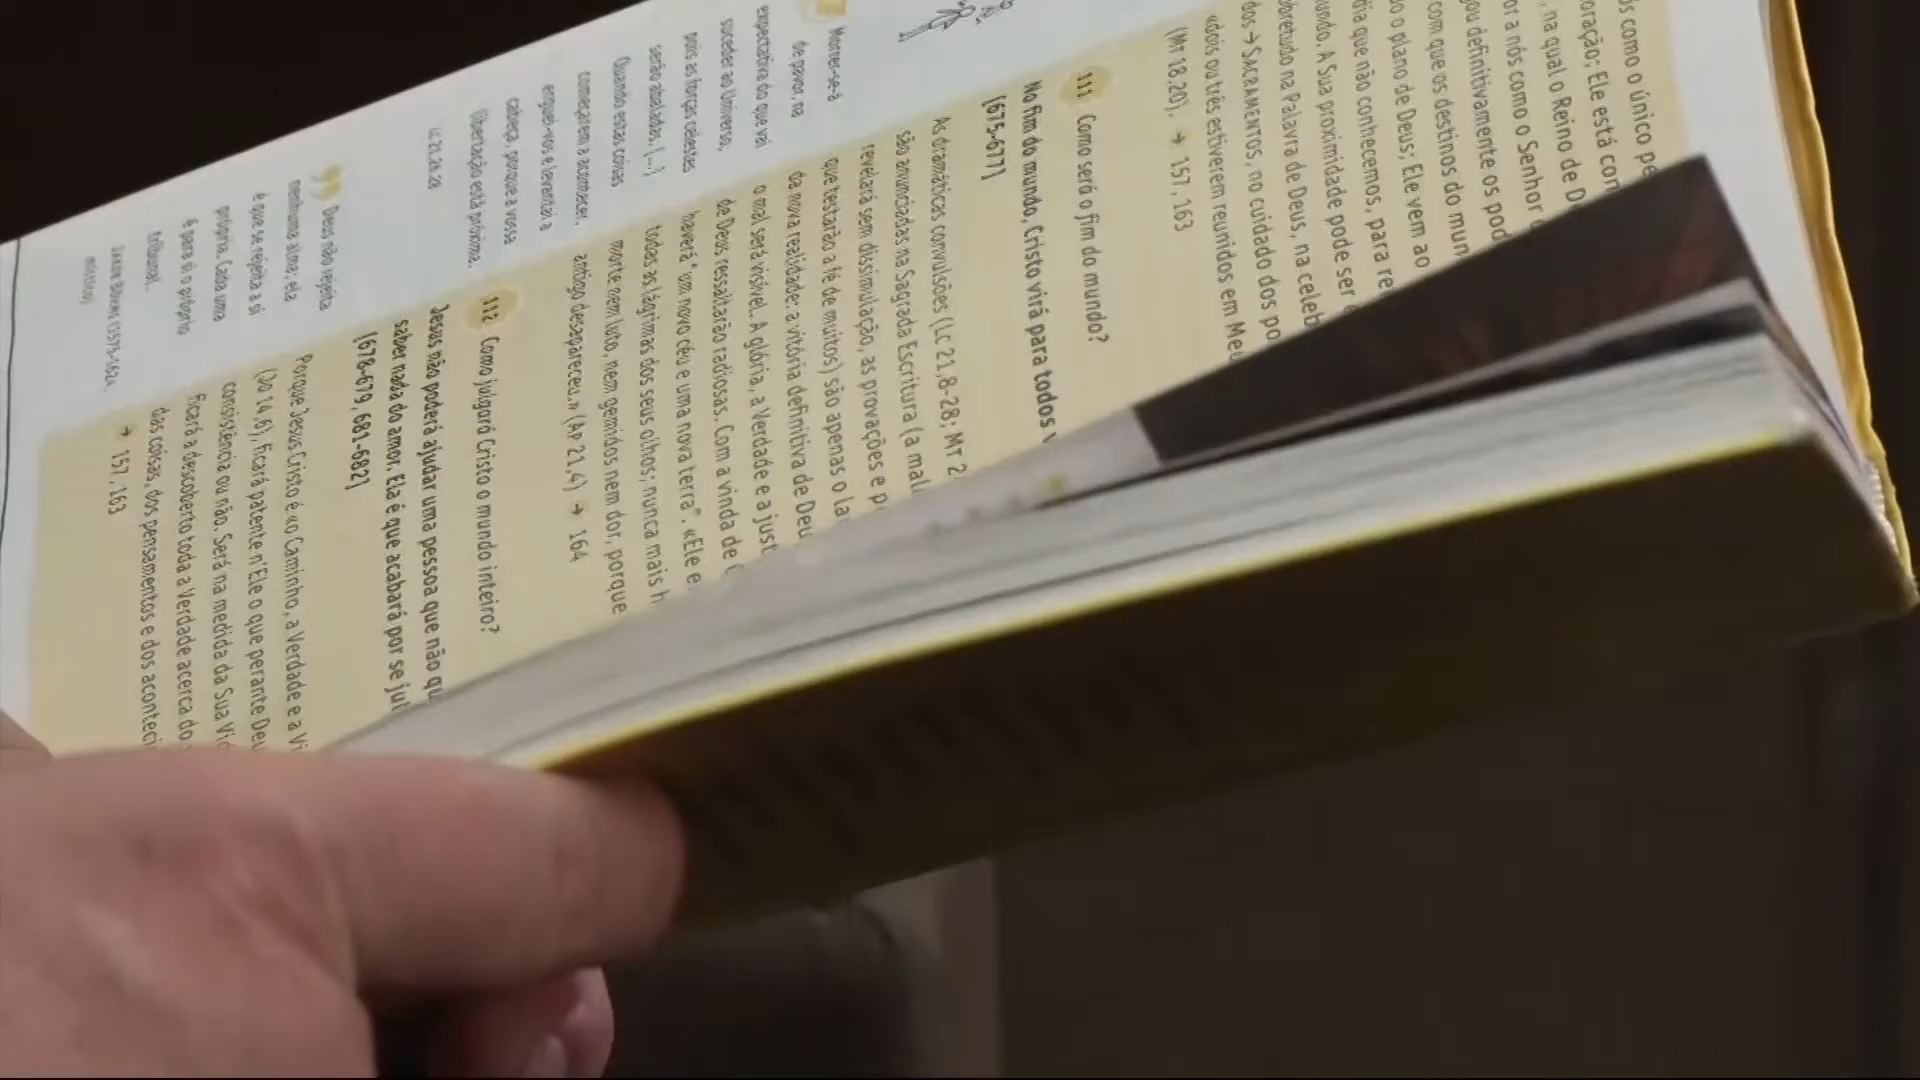 ós como o único
oração; Ele está con
, na qual o Reino de D
or a nós como o Senhor
ou definitivamente os pod
com que os destinos do mun
o plano de Deus; Ele vem ao
dia que não conhecemos, para re
undo. A Sua proximidade pode ser
obretudo na Palavra de Deus, na celeb
dos → SACRAMENTOS, no cuidado dos po
«dois ou três estiverem reunidos em Meu
(Mt 18,20). → 157, 163
111 Como será o fim do mundo?
No fim do mundo, Cristo virá para todos
[675-677]
As dramáticas convulsões (Lc 21,8-28; Mt 2
são anunciadas na Sagrada Escritura (a mal
revelará sem dissimulação, as provações e p
que testarão a fé de muitos) são apenas o la
da nova realidade: a vitória definitiva de Deu
o mal será visível. A glória, a Verdade e a just
de Deus ressaltarão radiosas. Com a vinda de
haverá "um novo céu e uma nova terra". «Ele e
todas as lágrimas dos seus olhos; nunca mais h
morte nem luto, nem gemidos nem dor, porque
antigo desapareceu.» (Ap 21,4) → 164
112 Como julgará Cristo o mundo inteiro?
Jesus não poderá ajudar uma pessoa que não qu
saber nada do amor. Ela é que acabará por se jul
[678-679, 681-682]
Porque Jesus Cristo é «o Caminho, a Verdade e a Vi
(Jo 14,6), ficará patente n'Ele o que perante Deu
consistência ou não. Será na medida da Sua Vid
ficará a descoberto toda a Verdade acerca do
das coisas, dos pensamentos e dos aconteci
→ 157, 163
Morrer-se-á
de pavor, na
expectativa do que vai
suceder ao Universo,
pois as forças celestes
serão abaladas. (...)
Quando estas coisas
começarem a acontecer,
erguei-vos e levantai a
cabeça, porque a vossa
libertação está próxima.
Lc 21,26.28
Deus não rejeita
nenhuma alma; ela
é que se rejeita a si
própria. Cada uma
é para si o próprio
tribunal.
JAKOB BÖHME (1575-1624,
místico)